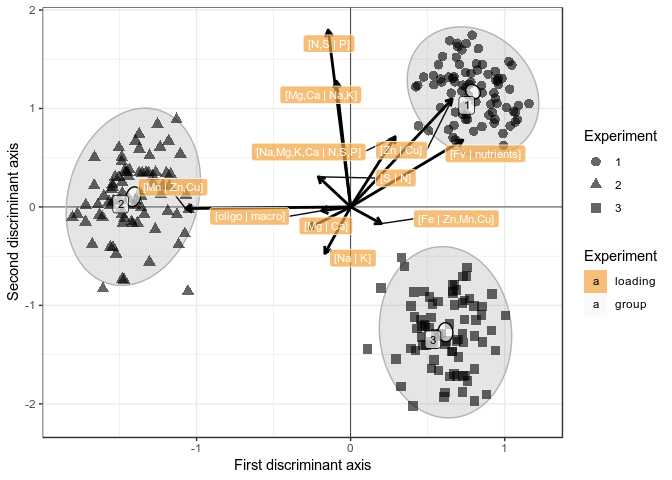 2
1
0
-1
-2
-1
0
1
Second discriminant axis
First discriminant axis
[N,S | P]
[Mg,Ca | Na,K]
[Na,Mg,K,Ca | N,S,P]
[Zn | Cu]
[Fv | nutrients]
[S | N]
[Mn | Zn,Cu]
[oligo | macro]
[Mg | Ca]
[Fe | Zn,Mn,Cu]
[Na | K]
1
2
3
Experiment
1
2
3
Experiment
a loading
a group